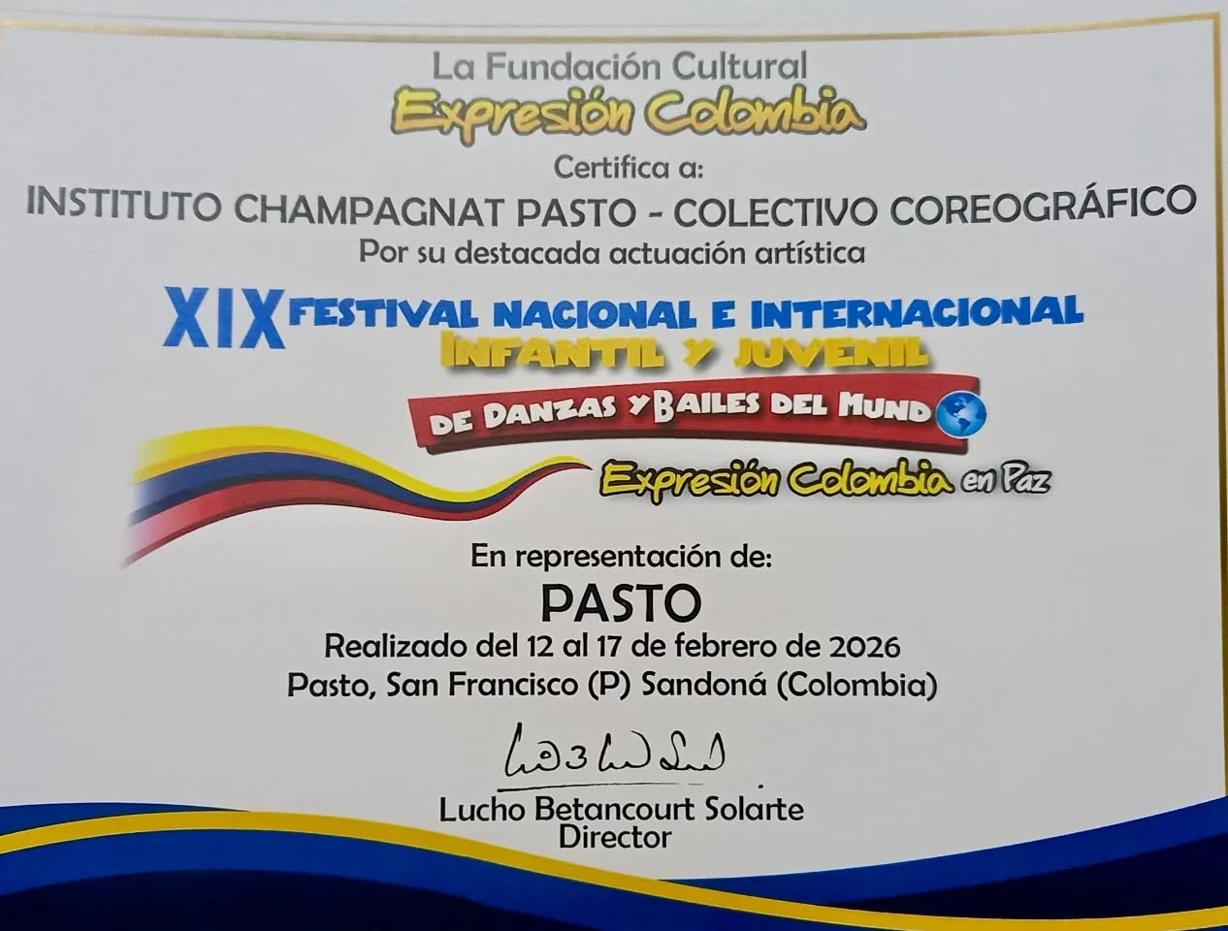 La Fundación Cultural
Expresión Colombia
Certifica a:
INSTITUTO CHAMPAGNAT PASTO - COLECTIVO COREOGRÁFICO
Por su destacada actuación artística
XIX FESTIVAL NACIONAL E INTERNACIONAL
INFANTIL Y JUVENIL
DE DANZAS Y BAILES DEL MUNDO
Expresión Colombia en Paz
En representación de:
PASTO
Realizado del 12 al 17 de febrero de 2026
Pasto, San Francisco (P) Sandoná (Colombia)
Lucho Betancourt Solarte
Director